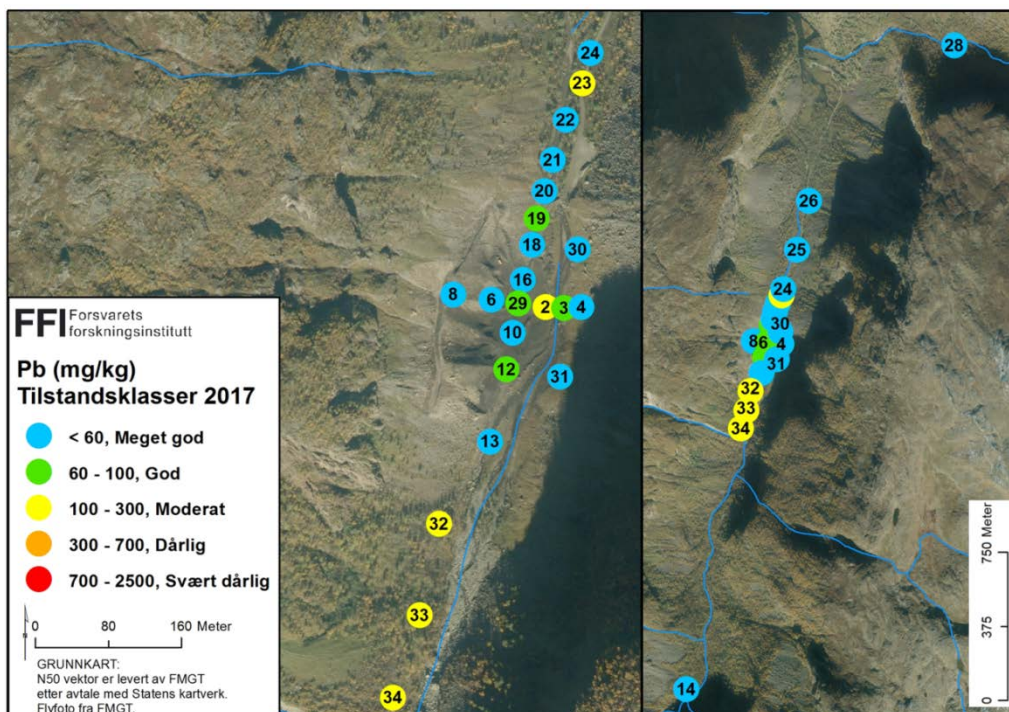 FFI Forsvarets
forskningsinstitutt
Pb (mg/kg)
Tilstandsklasser 2017
< 60, Meget god
60 - 100, God
100 - 300, Moderat
300 - 700, Dårlig
700 - 2500, Svært dårlig
N
0 80 160 Meter
GRUNNKART:
N50 vektor er levert av FMGT
etter avtale med Statens kartverk.
Flyfoto fra FMGT.
24
23
22
21
20
19
18
30
16
8
6
29
2
3
4
10
12
31
13
32
33
34
28
26
25
24
30
8
6
4
31
32
33
34
14
750 Meter
375
0